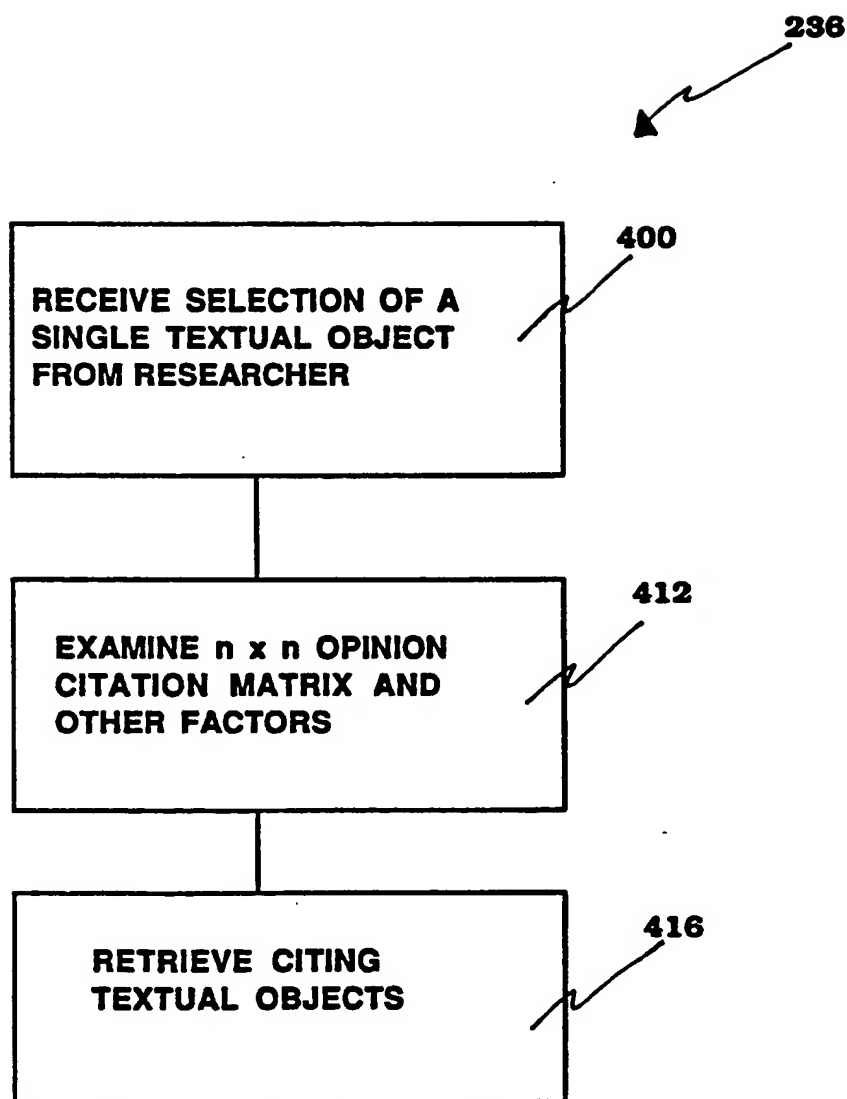 236
400
RECEIVE SELECTION OF A
SINGLE TEXTUAL OBJECT
FROM RESEARCHER
412
EXAMINE n x n OPINION
CITATION MATRIX AND
OTHER FACTORS
416
RETRIEVE CITING
TEXTUAL OBJECTS